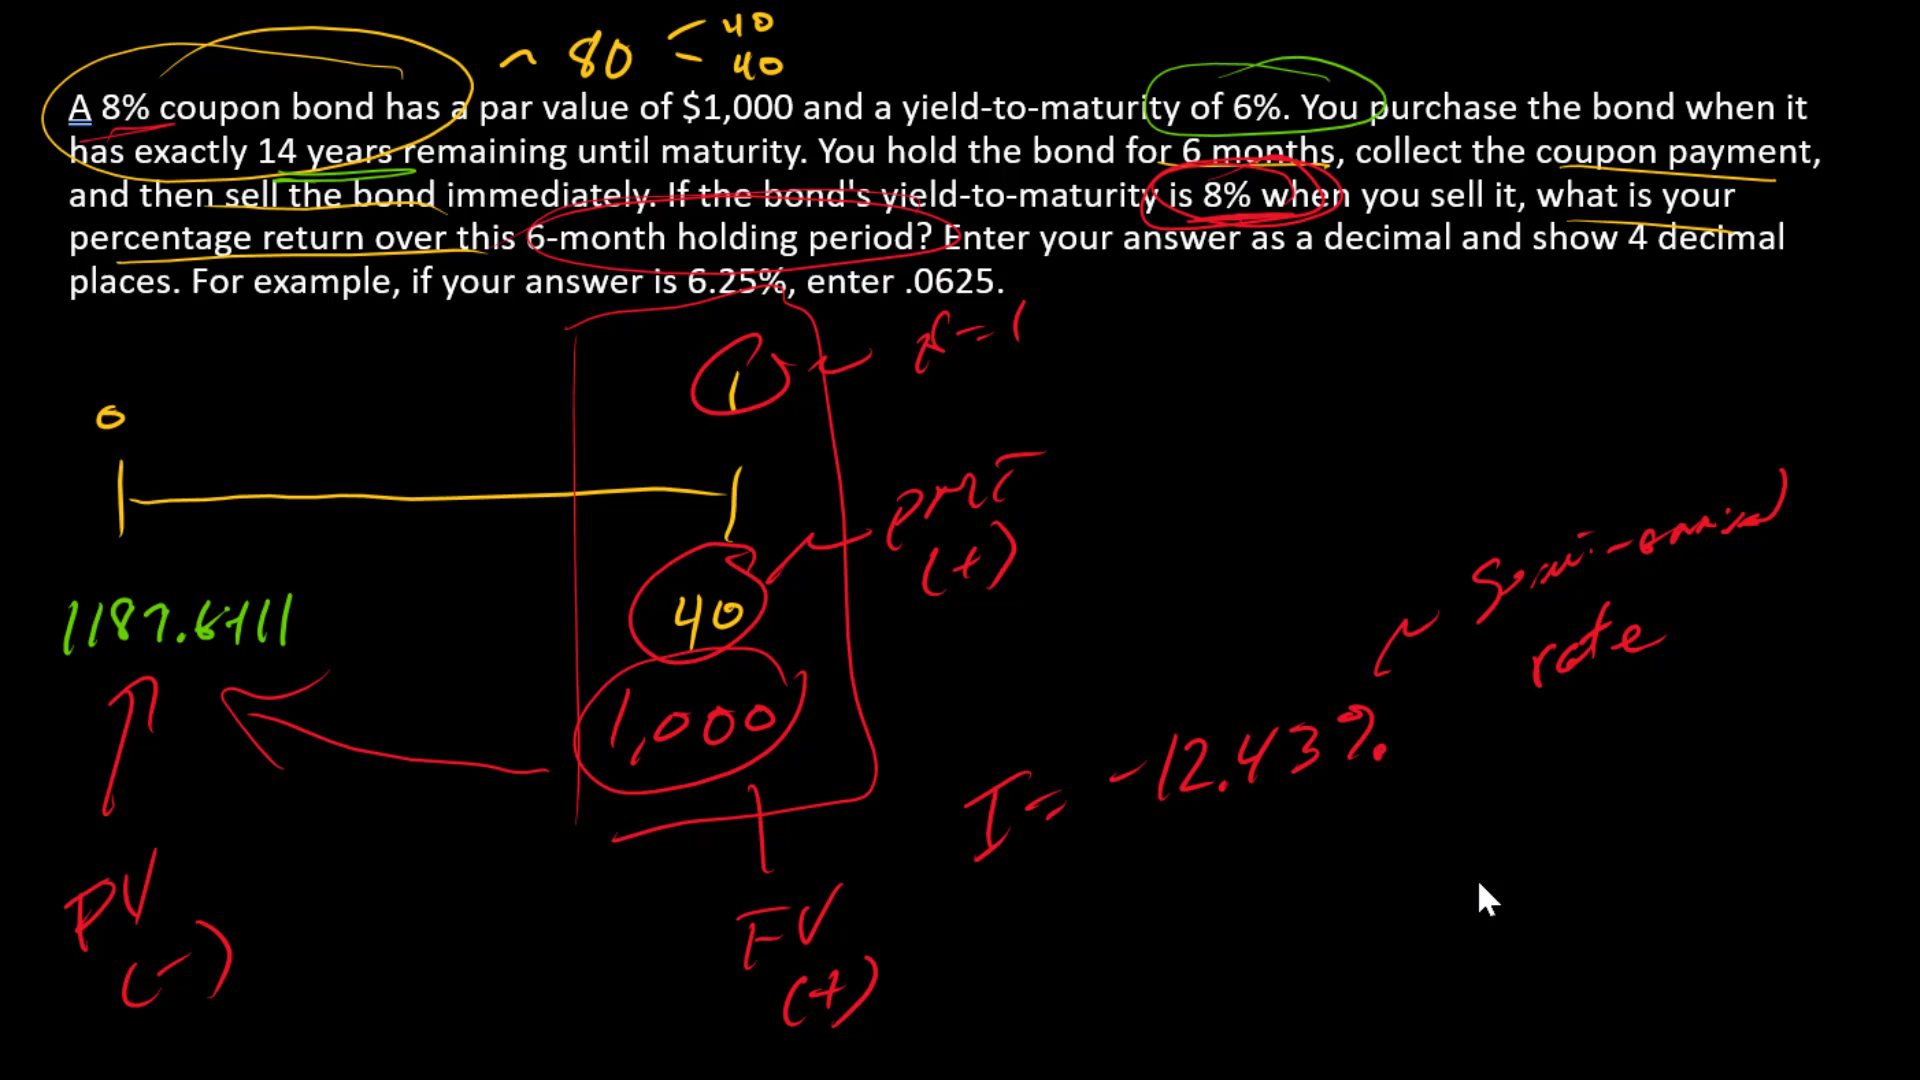 ~ 80 - 40
- 40
A 8% coupon bond has a par value of $1,000 and a yield-to-maturity of 6%. You purchase the bond when it
has exactly 14 years remaining until maturity. You hold the bond for 6 months, collect the coupon payment,
and then sell the bond immediately. If the bond's yield-to-maturity is 8% when you sell it, what is your
percentage return over this 6-month holding period? Enter your answer as a decimal and show 4 decimal
places. For example, if your answer is 6.25%, enter .0625.
0
1
N=1
PMT
(+)
1187.6411
40
1,000
I = -12.43%
~ semi-annual
rate
PV
(-)
FV
(+)